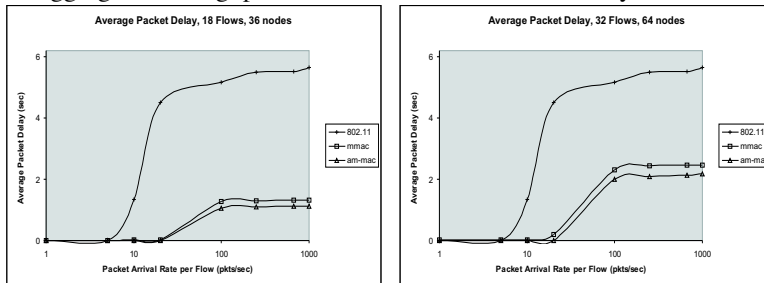 Average Packet Delay, 18 Flows, 36 nodes
Average Packet Delay (sec)
6
4
2
0
1 10 100 1000
Packet Arrival Rate per Flow (pkts/sec)
802.11
mmac
am-mac
Average Packet Delay, 32 Flows, 64 nodes
Average Packet Delay (sec)
6
4
2
0
1 10 100 1000
Packet Arrival Rate per Flow (pkts/sec)
802.11
mmac
am-mac